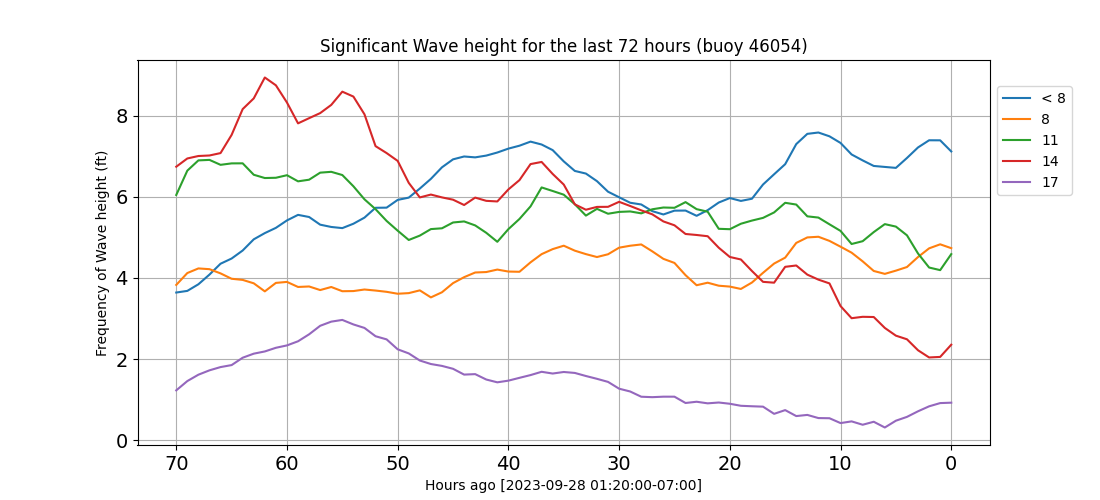 Significant Wave height for the last 72 hours (buoy 46054)
Frequency of Wave height (ft)
8
6
4
2
0
70 60 50 40 30 20 10 0
Hours ago [2023-09-28 01:20:00-07:00]
< 8
8
11
14
17